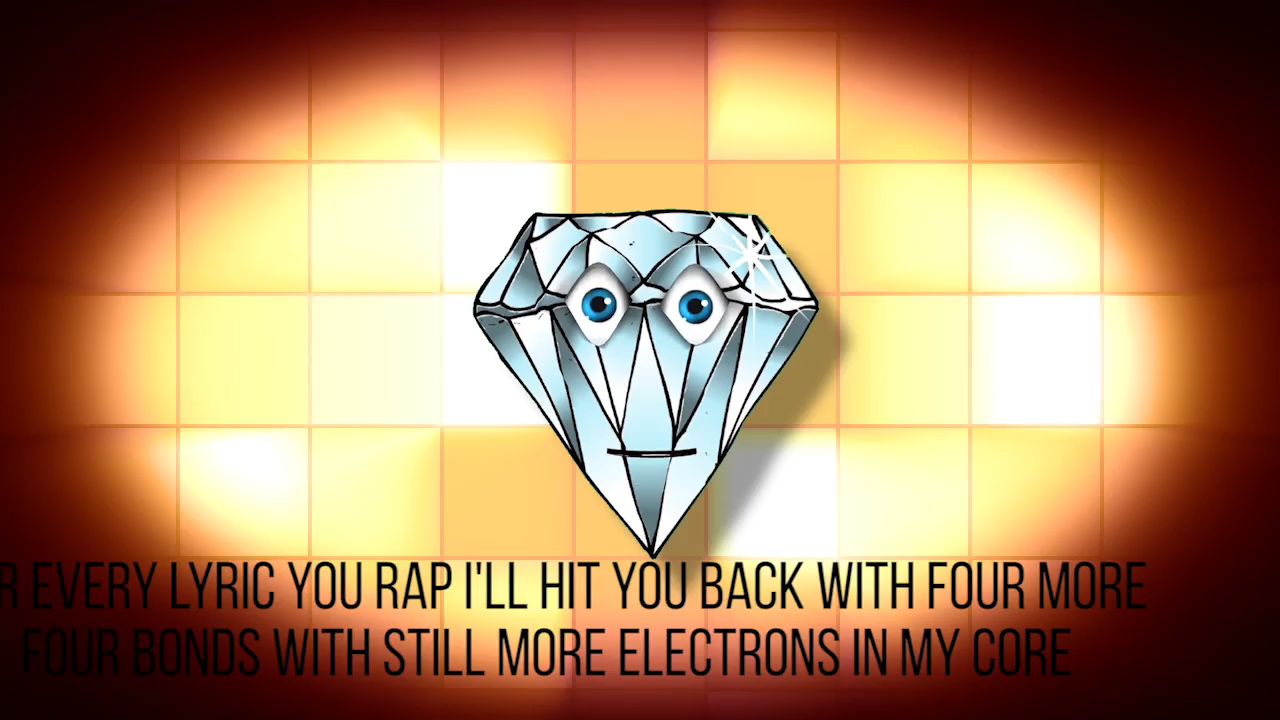 R EVERY LYRIC YOU RAP I'LL HIT YOU BACK WITH FOUR MORE
FOUR BONDS WITH STILL MORE ELECTRONS IN MY CORE